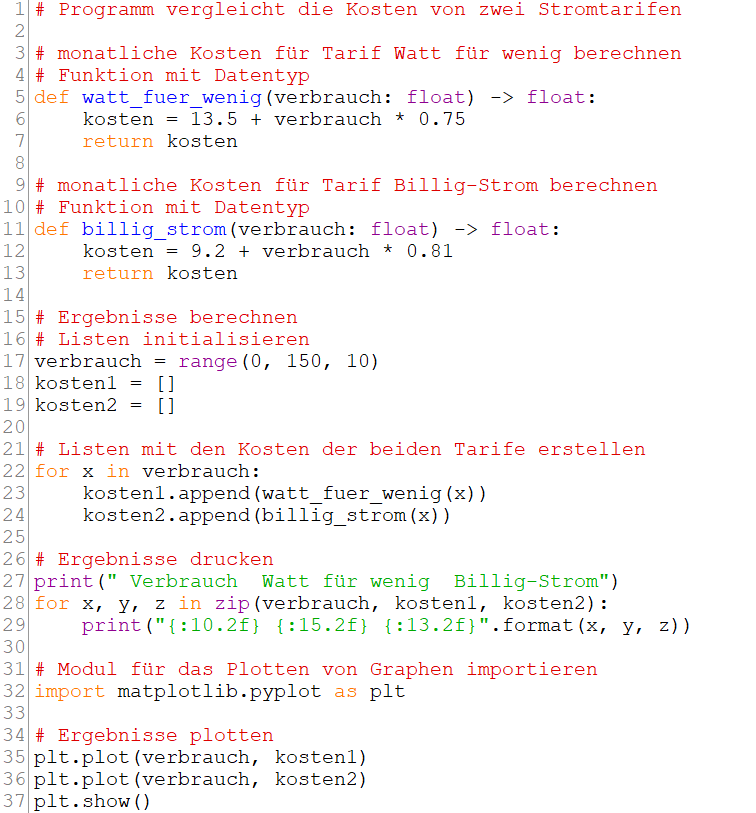 1 # Programm vergleicht die Kosten von zwei Stromtarifen
2
3 # monatliche Kosten für Tarif Watt für wenig berechnen
4 # Funktion mit Datentyp
5 def watt_fuer_wenig(verbrauch: float) -> float:
6     kosten = 13.5 + verbrauch * 0.75
7     return kosten
8
9 # monatliche Kosten für Tarif Billig-Strom berechnen
10 # Funktion mit Datentyp
11 def billig_strom(verbrauch: float) -> float:
12     kosten = 9.2 + verbrauch * 0.81
13     return kosten
14
15 # Ergebnisse berechnen
16 # Listen initialisieren
17 verbrauch = range(0, 150, 10)
18 kosten1 = []
19 kosten2 = []
20
21 # Listen mit den Kosten der beiden Tarife erstellen
22 for x in verbrauch:
23     kosten1.append(watt_fuer_wenig(x))
24     kosten2.append(billig_strom(x))
25
26 # Ergebnisse drucken
27 print(" Verbrauch  Watt für wenig  Billig-Strom")
28 for x, y, z in zip(verbrauch, kosten1, kosten2):
29     print("{:10.2f} {:15.2f} {:13.2f}".format(x, y, z))
30
31 # Modul für das Plotten von Graphen importieren
32 import matplotlib.pyplot as plt
33
34 # Ergebnisse plotten
35 plt.plot(verbrauch, kosten1)
36 plt.plot(verbrauch, kosten2)
37 plt.show()